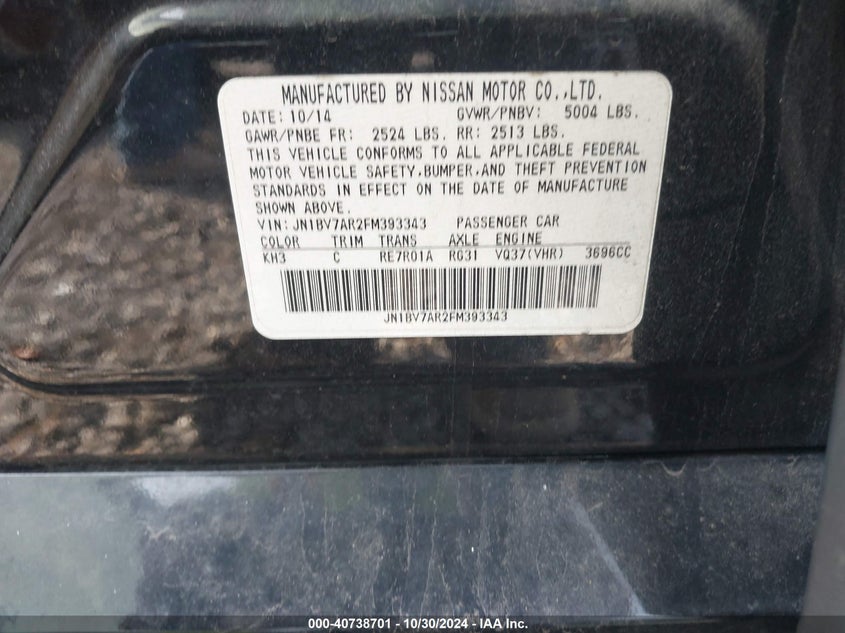 MANUFACTURED BY NISSAN MOTOR CO.,LTD.
DATE: 10/14 GVWR/PNBV: 5004 LBS.
GAWR/PNBE FR: 2524 LBS. RR: 2513 LBS.
THIS VEHICLE CONFORMS TO ALL APPLICABLE FEDERAL
MOTOR VEHICLE SAFETY,BUMPER,AND THEFT PREVENTION
STANDARDS IN EFFECT ON THE DATE OF MANUFACTURE
SHOWN ABOVE.
VIN: JN1BV7AR2FM393343 PASSENGER CAR
COLOR TRIM TRANS AXLE ENGINE
KH3 C RE7R01A RG31 VQ37(VHR) 3696CC
JN1BV7AR2FM393343
000-40738701 - 10/30/2024 - IAA Inc.